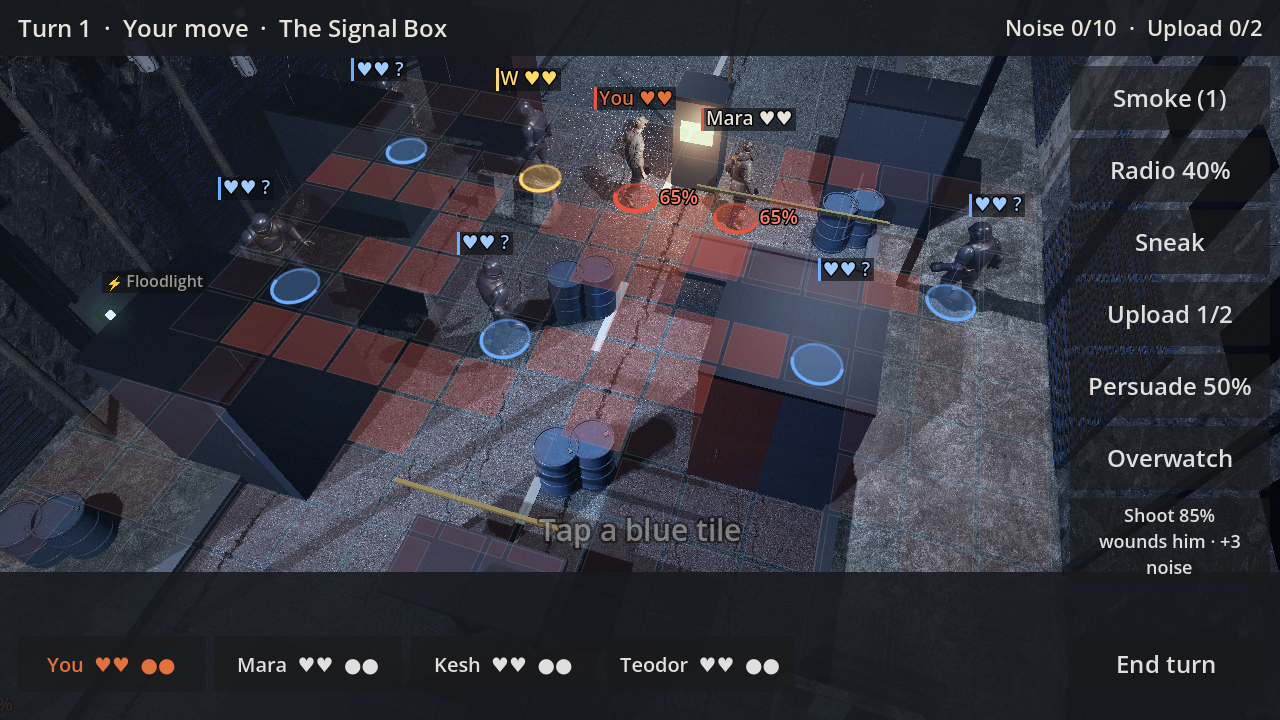 Turn 1 · Your move · The Signal Box
Noise 0/10 · Upload 0/2
♥♥ ?
W ♥♥
You ♥♥
Mara ♥♥
Smoke (1)
Radio 40%
♥♥ ?
65%
65%
♥♥ ?
Sneak
♥♥ ?
♥♥ ?
⚡ Floodlight
Upload 1/2
Persuade 50%
Overwatch
Shoot 85%
wounds him · +3
noise
Tap a blue tile
You ♥♥ ●●
Mara ♥♥ ●●
Kesh ♥♥ ●●
Teodor ♥♥ ●●
End turn
%